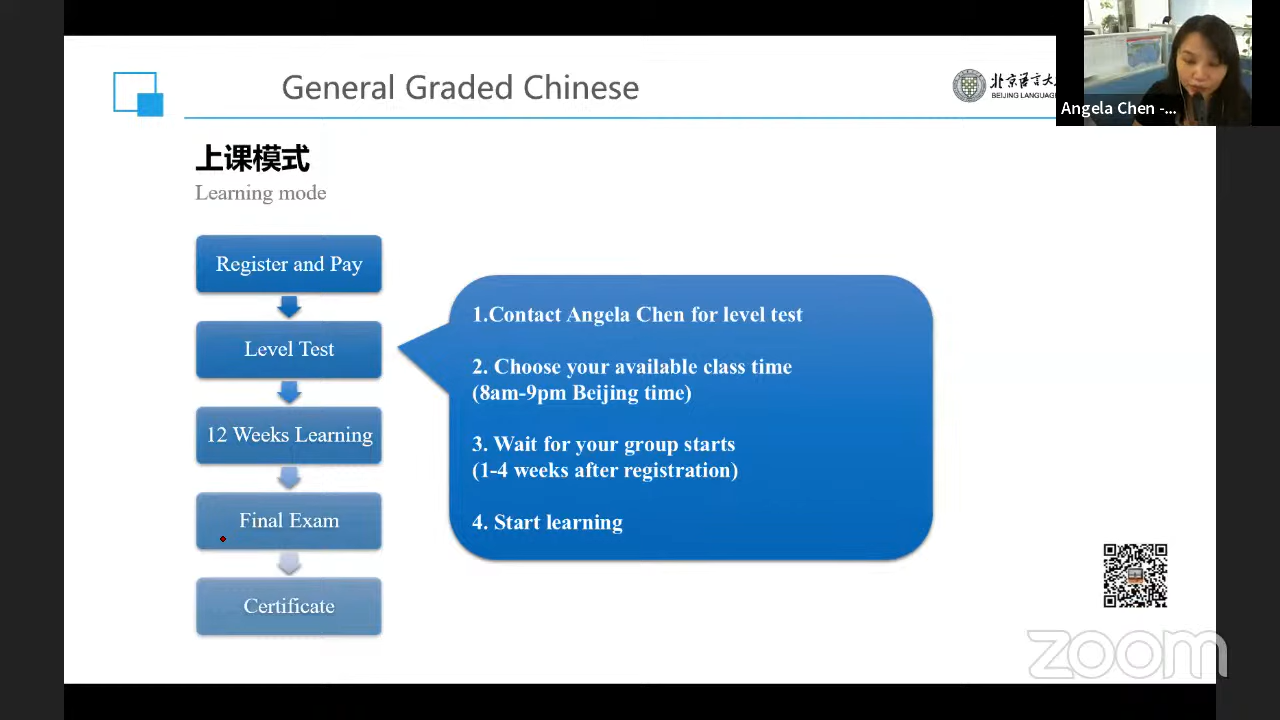 General Graded Chinese
北京语言大
BEIJING LANGUAGE
Angela Chen -...
上课模式
Learning mode
Register and Pay
Level Test
12 Weeks Learning
Final Exam
Certificate
1.Contact Angela Chen for level test
2. Choose your available class time
(8am-9pm Beijing time)
3. Wait for your group starts
(1-4 weeks after registration)
4. Start learning
zoom